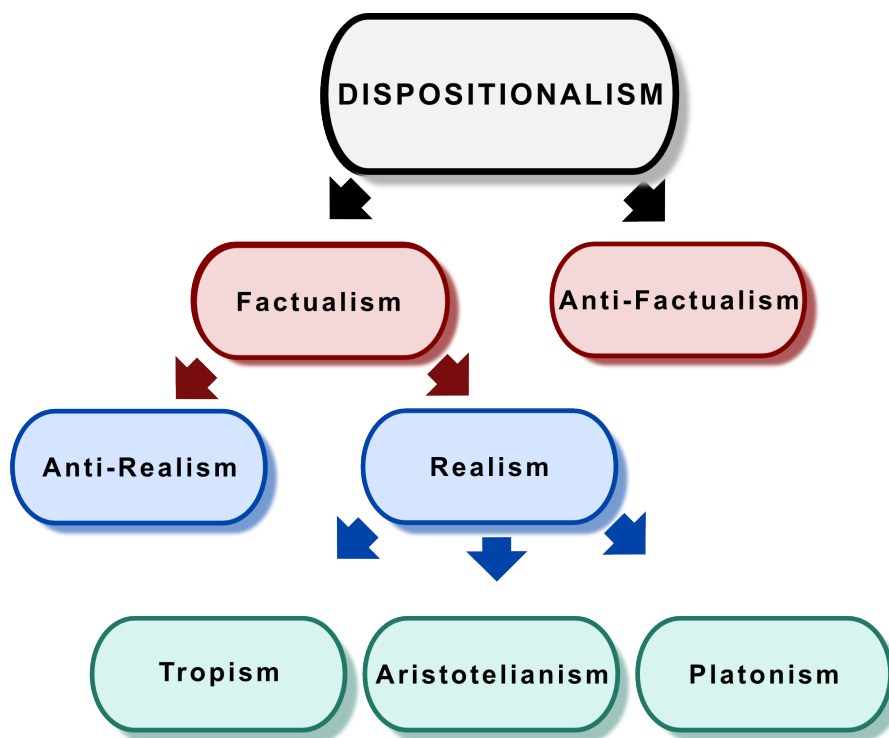 DISPOSITIONALISM
Factualism
Anti-Factualism
Anti-Realism
Realism
Tropism
Aristotelianism
Platonism